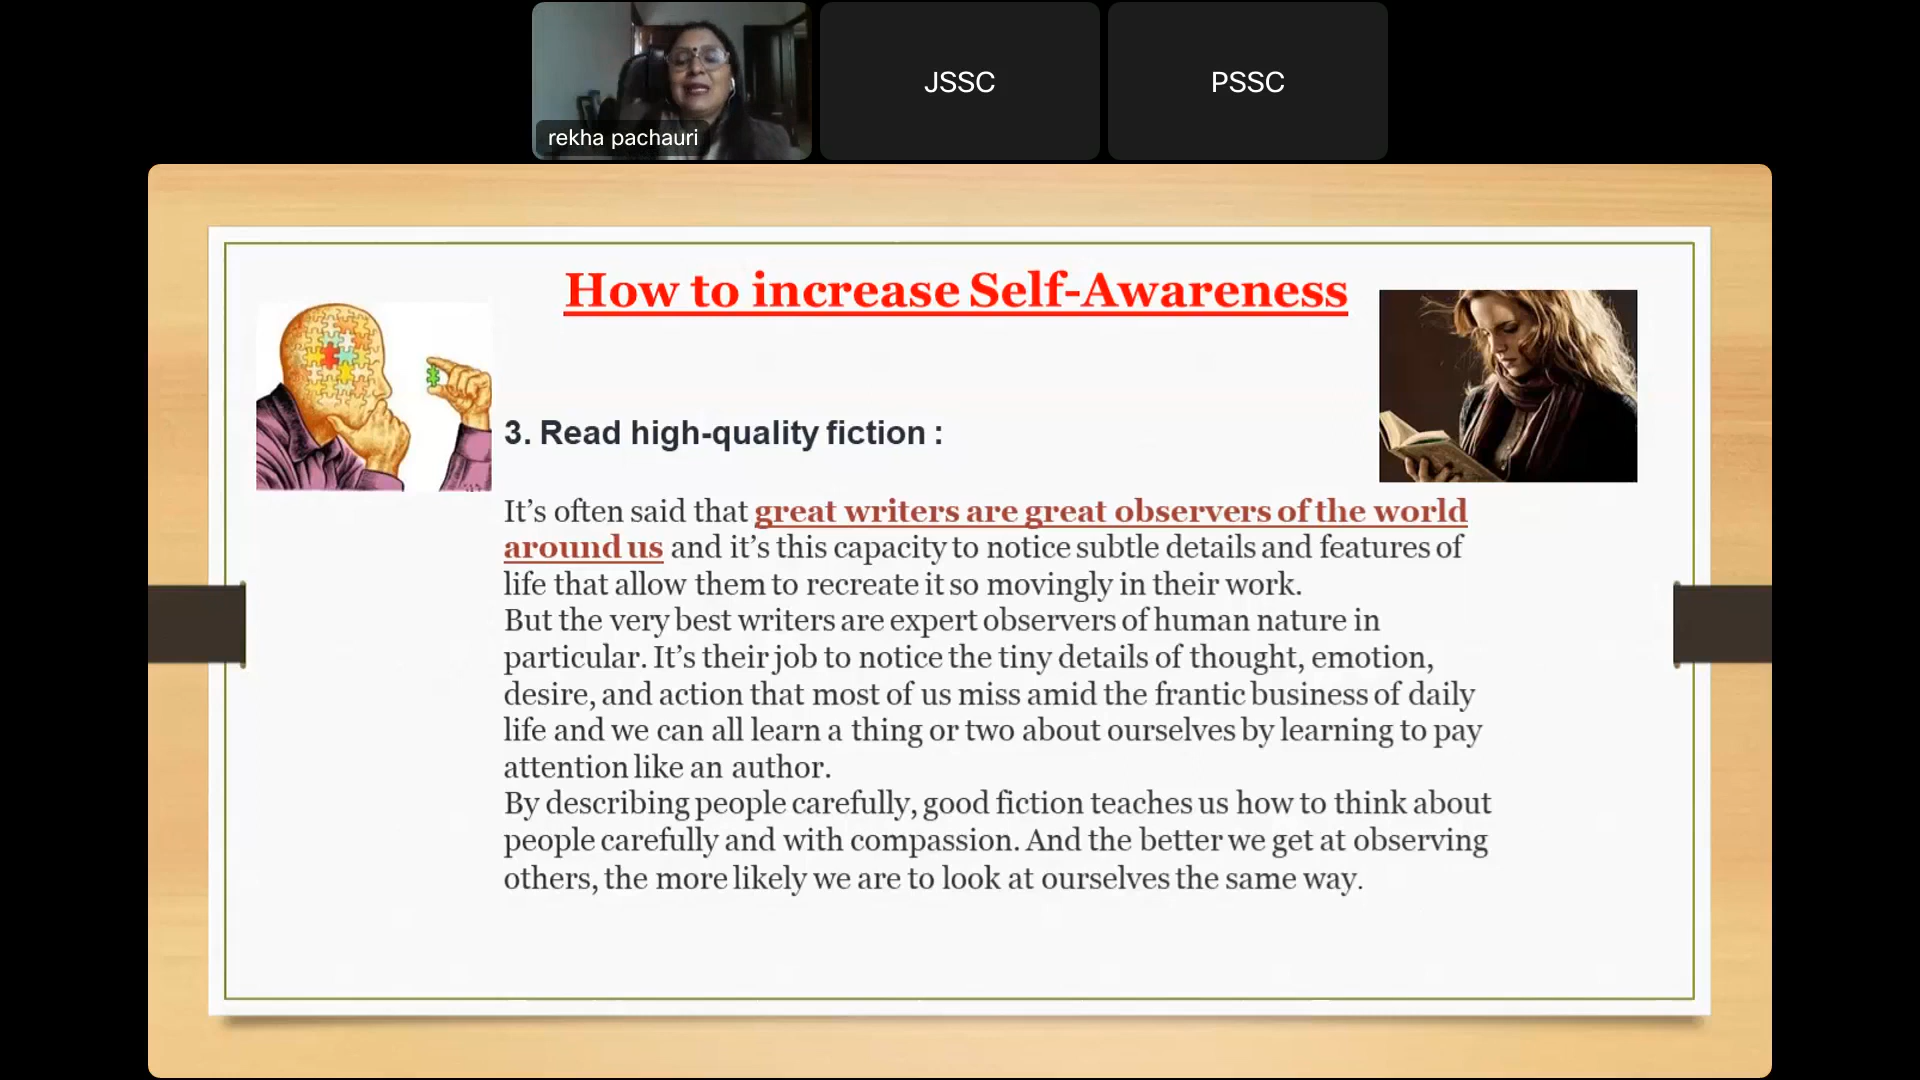 rekha pachauri
JSSC
PSSC
How to increase Self-Awareness
3. Read high-quality fiction :
It’s often said that great writers are great observers of the world
around us and it’s this capacity to notice subtle details and features of
life that allow them to recreate it so movingly in their work.
But the very best writers are expert observers of human nature in
particular. It’s their job to notice the tiny details of thought, emotion,
desire, and action that most of us miss amid the frantic business of daily
life and we can all learn a thing or two about ourselves by learning to pay
attention like an author.
By describing people carefully, good fiction teaches us how to think about
people carefully and with compassion. And the better we get at observing
others, the more likely we are to look at ourselves the same way.